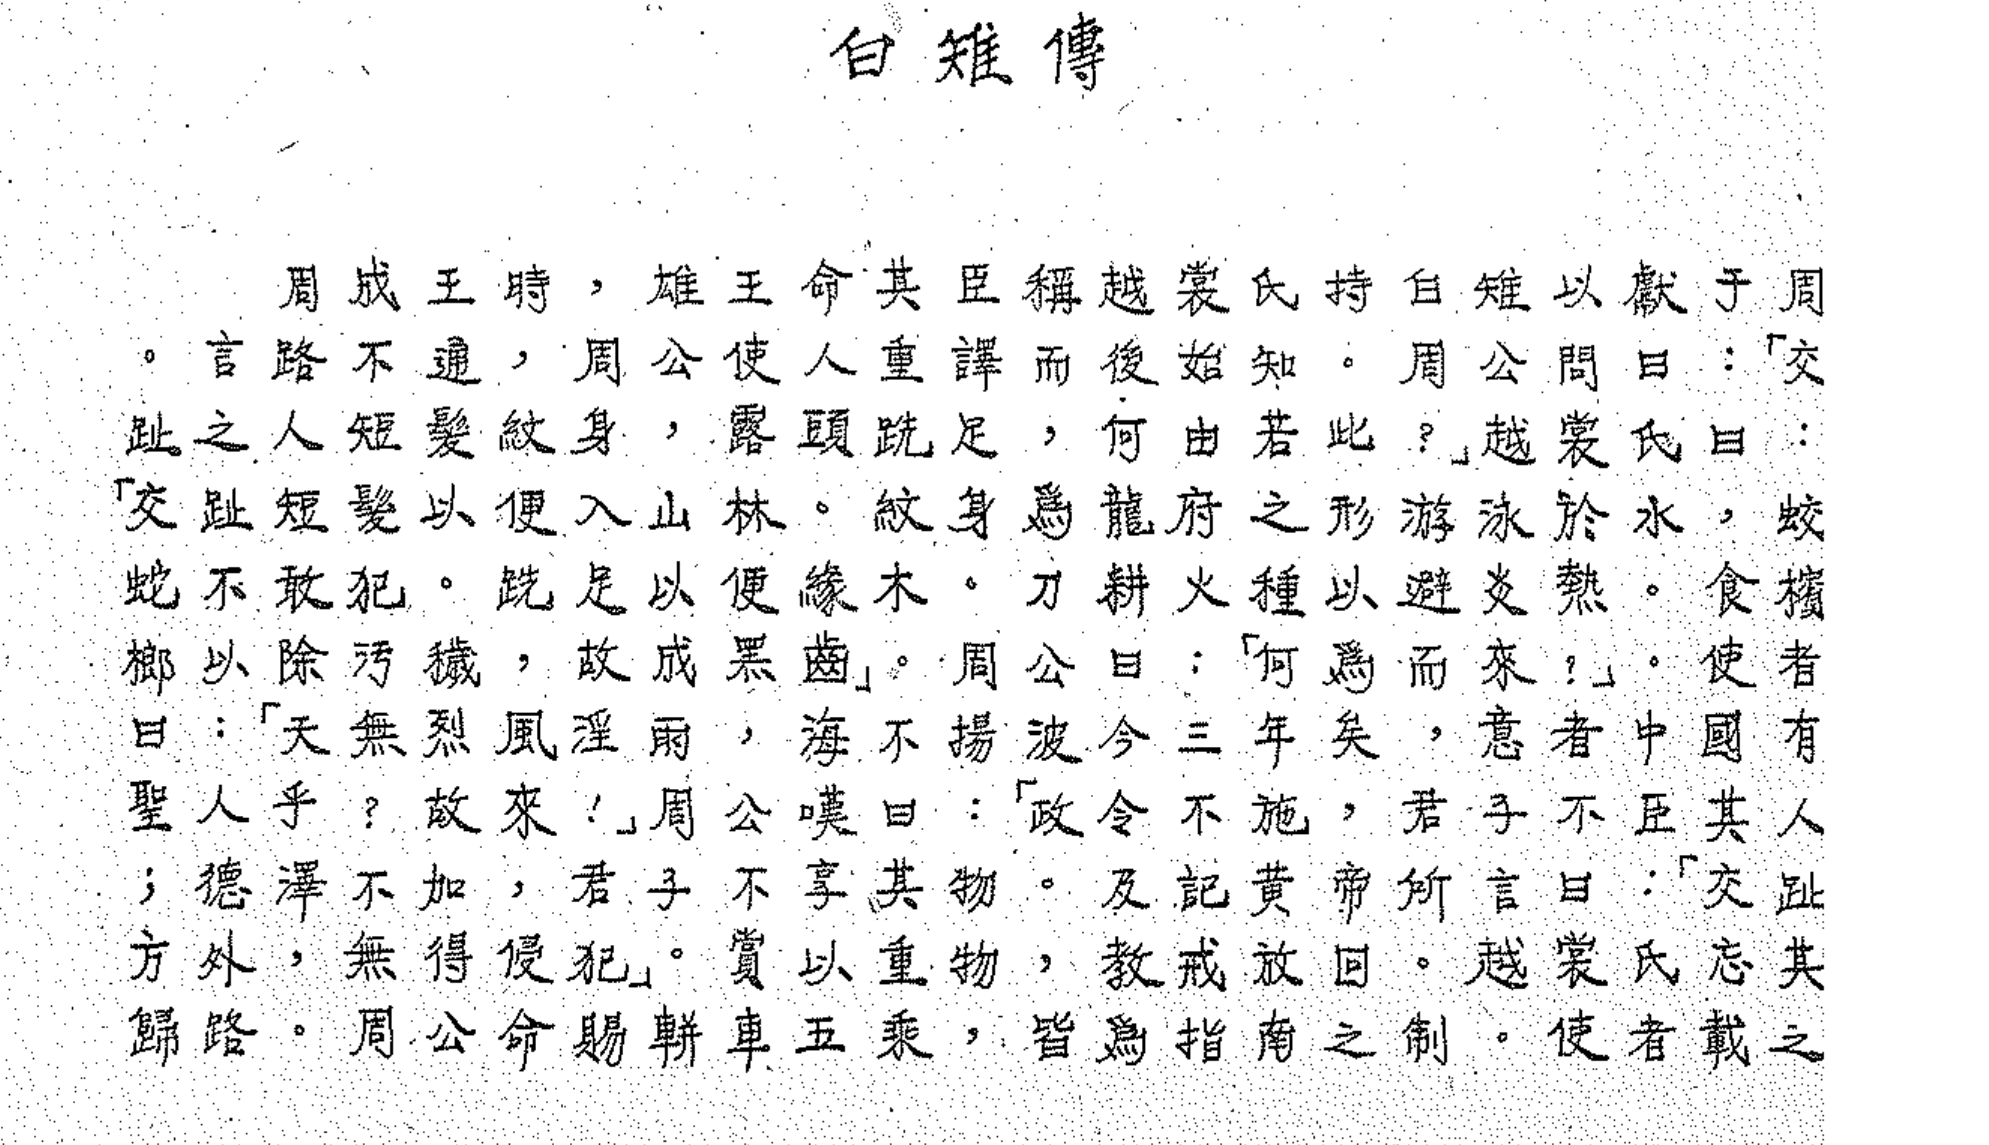 白雉傳
周成王時，雄王命其臣稱越裳氏持白雉以獻于周
。言路不通，周公使人重譯而後始知。周公問曰：「交
趾之人短髮紋身，露頭跣足，何由若此？」越裳氏曰：
「交趾短髮以便入山林。紋身爲龍府之形游泳於水，蛟
蛇不敢犯。跣足以便緣木。刀耕火種以避炎熱。食檳
榔以除污穢，故成黑齒」。周公曰：「何爲而來？」。使者
曰：「天無烈風淫雨，海不揚波今三年矣，意者中國有
聖人乎？故來！」周公嘆曰：「政令不施，君子不臣其人
；德澤不加，君子不享其物。及記黄帝所言曰：「交趾
方外，無得侵犯」。賞以重物，教戒放回。越裳氏忘其
歸路。周公命賜軿車五乘，皆爲指南之制。使者載之